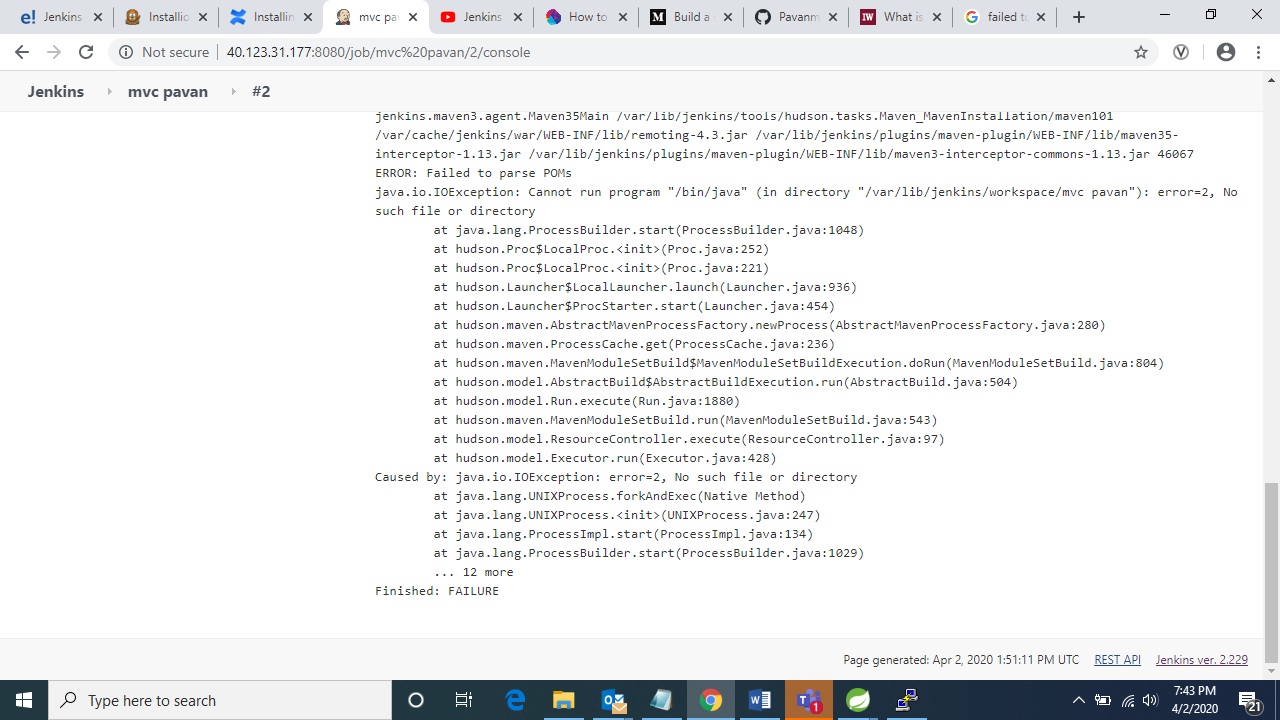 Jenkins
Installio
Installin
mvc pav
Jenkins
How to
Build a
Pavanm
What is
failed to
Not secure
40.123.31.177:8080/job/mvc%20pavan/2/console
Jenkins
mvc pavan
#2
jenkins.maven3.agent.Maven35Main /var/lib/jenkins/tools/hudson.tasks.Maven_MavenInstallation/maven101
/var/cache/jenkins/war/WEB-INF/lib/remoting-4.3.jar /var/lib/jenkins/plugins/maven-plugin/WEB-INF/lib/maven35-
interceptor-1.13.jar /var/lib/jenkins/plugins/maven-plugin/WEB-INF/lib/maven3-interceptor-commons-1.13.jar 46067
ERROR: Failed to parse POMs
java.io.IOException: Cannot run program "/bin/java" (in directory "/var/lib/jenkins/workspace/mvc pavan"): error=2, No
such file or directory
at java.lang.ProcessBuilder.start(ProcessBuilder.java:1048)
at hudson.Proc$LocalProc.<init>(Proc.java:252)
at hudson.Proc$LocalProc.<init>(Proc.java:221)
at hudson.Launcher$LocalLauncher.launch(Launcher.java:936)
at hudson.Launcher$ProcStarter.start(Launcher.java:454)
at hudson.maven.AbstractMavenProcessFactory.newProcess(AbstractMavenProcessFactory.java:280)
at hudson.maven.ProcessCache.get(ProcessCache.java:236)
at hudson.maven.MavenModuleSetBuild$MavenModuleSetBuildExecution.doRun(MavenModuleSetBuild.java:804)
at hudson.model.AbstractBuild$AbstractBuildExecution.run(AbstractBuild.java:504)
at hudson.model.Run.execute(Run.java:1880)
at hudson.maven.MavenModuleSetBuild.run(MavenModuleSetBuild.java:543)
at hudson.model.ResourceController.execute(ResourceController.java:97)
at hudson.model.Executor.run(Executor.java:428)
Caused by: java.io.IOException: error=2, No such file or directory
at java.lang.UNIXProcess.forkAndExec(Native Method)
at java.lang.UNIXProcess.<init>(UNIXProcess.java:247)
at java.lang.ProcessImpl.start(ProcessImpl.java:134)
at java.lang.ProcessBuilder.start(ProcessBuilder.java:1029)
... 12 more
Finished: FAILURE
Page generated: Apr 2, 2020 1:51:11 PM UTC REST API Jenkins ver. 2.229
Type here to search
7:43 PM
4/2/2020
21